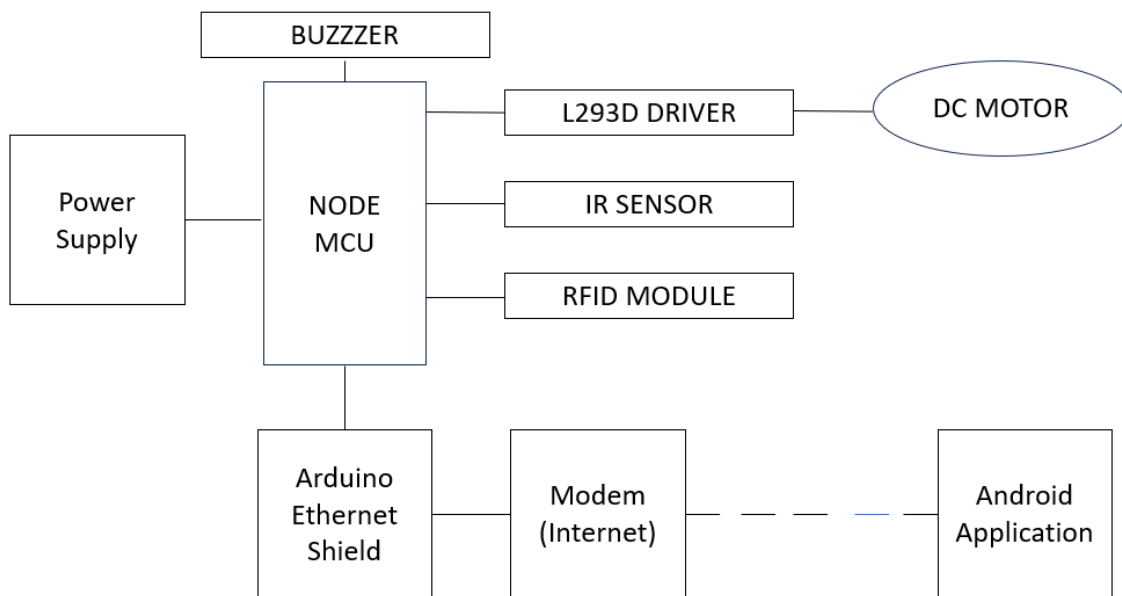 BUZZZER
L293D DRIVER
DC MOTOR
Power
Supply
NODE
MCU
IR SENSOR
RFID MODULE
Arduino
Ethernet
Shield
Modem
(Internet)
Android
Application